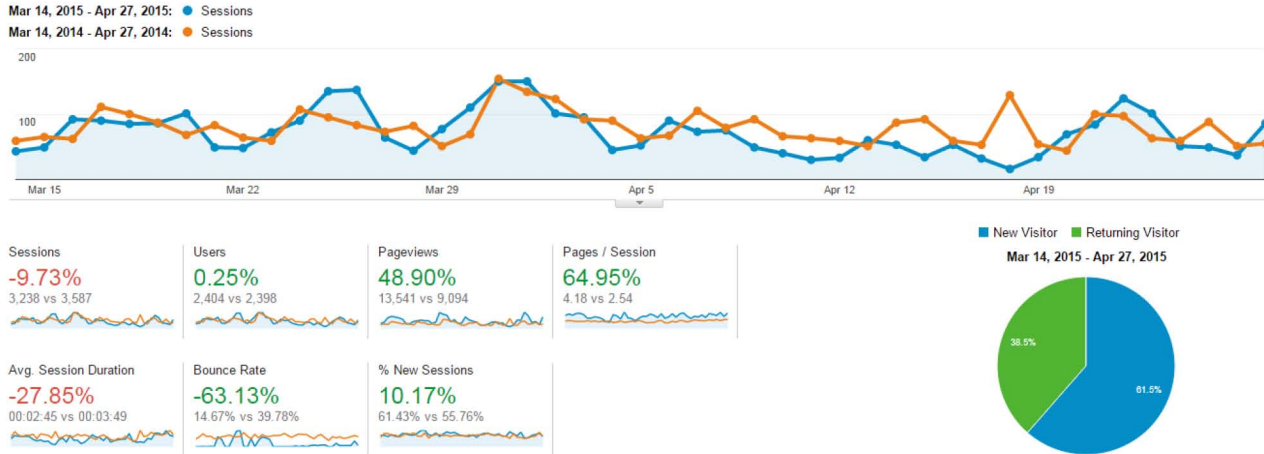 Mar 14, 2015 - Apr 27, 2015: Sessions
Mar 14, 2014 - Apr 27, 2014: Sessions
200
100
Mar 15 Mar 22 Mar 29 Apr 5 Apr 12 Apr 19
New Visitor Returning Visitor
Mar 14, 2015 - Apr 27, 2015
Sessions Users Pageviews Pages / Session
-9.73% 0.25% 48.90% 64.95%
3,238 vs 3,587 2,404 vs 2,398 13,541 vs 9,094 4.18 vs 2.54
38.5%
61.5%
Avg. Session Duration Bounce Rate % New Sessions
-27.85% -63.13% 10.17%
00:02:45 vs 00:03:49 14.67% vs 39.78% 61.43% vs 55.76%